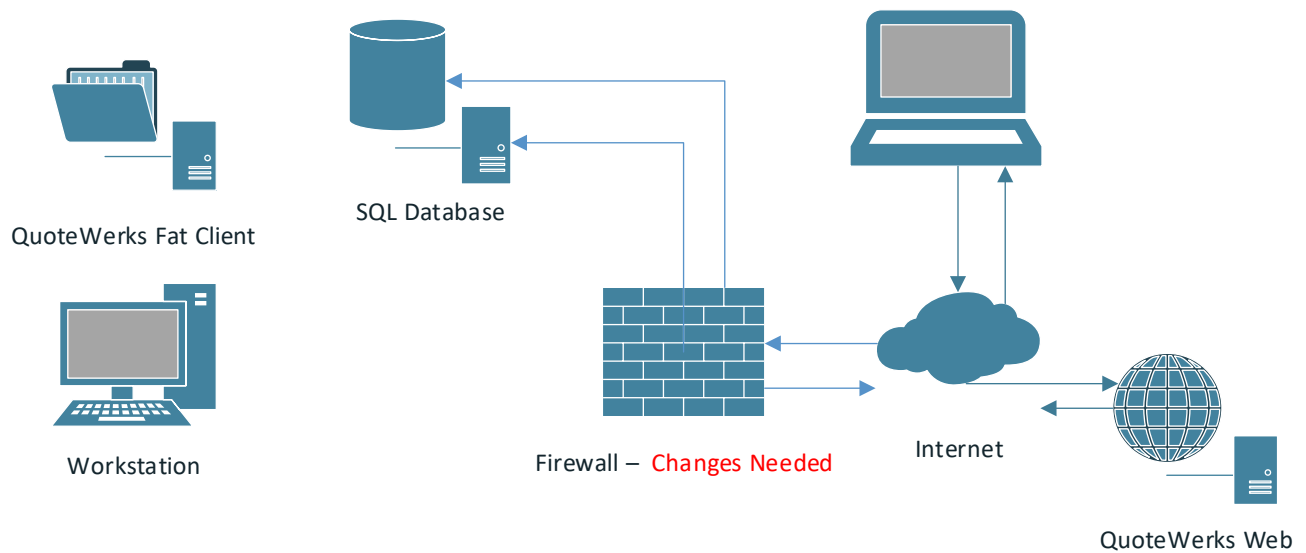 SQL Database
QuoteWerks Fat Client
Workstation
Firewall – Changes Needed
Internet
QuoteWerks Web